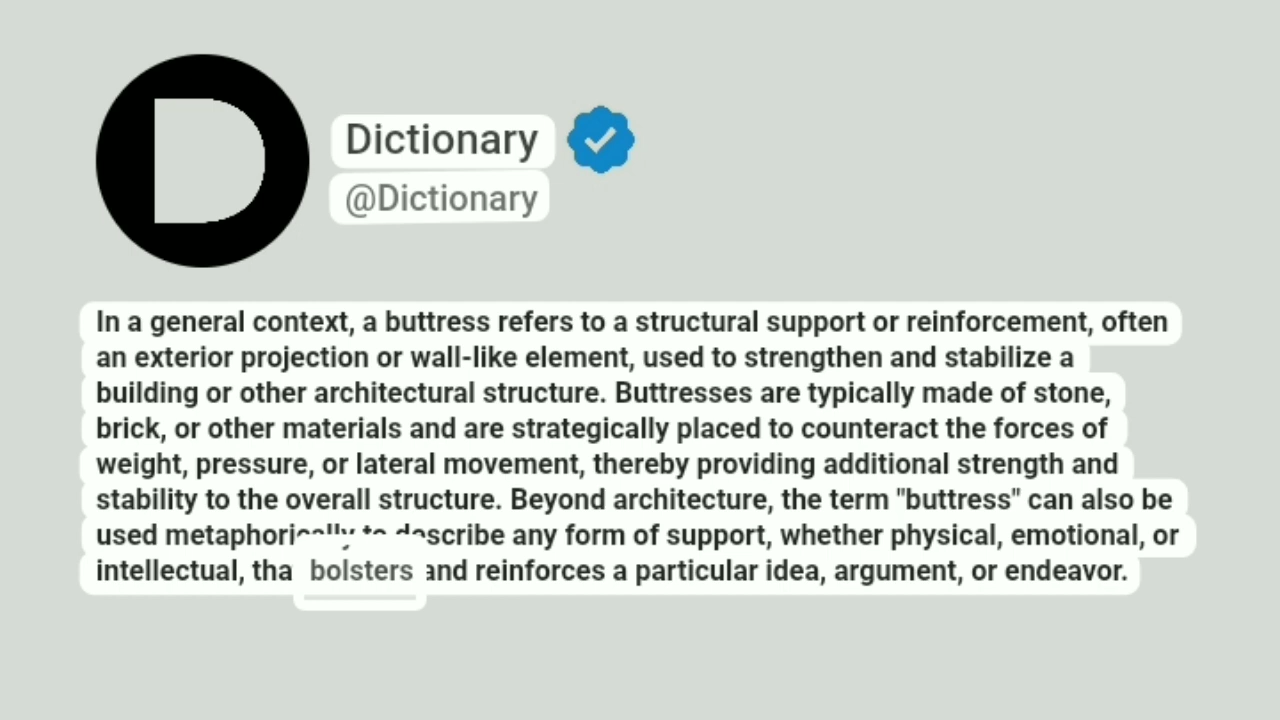 Dictionary
@Dictionary
In a general context, a buttress refers to a structural support or reinforcement, often
an exterior projection or wall-like element, used to strengthen and stabilize a
building or other architectural structure. Buttresses are typically made of stone,
brick, or other materials and are strategically placed to counteract the forces of
weight, pressure, or lateral movement, thereby providing additional strength and
stability to the overall structure. Beyond architecture, the term "buttress" can also be
used metaphorically to describe any form of support, whether physical, emotional, or
intellectual, tha bolsters and reinforces a particular idea, argument, or endeavor.